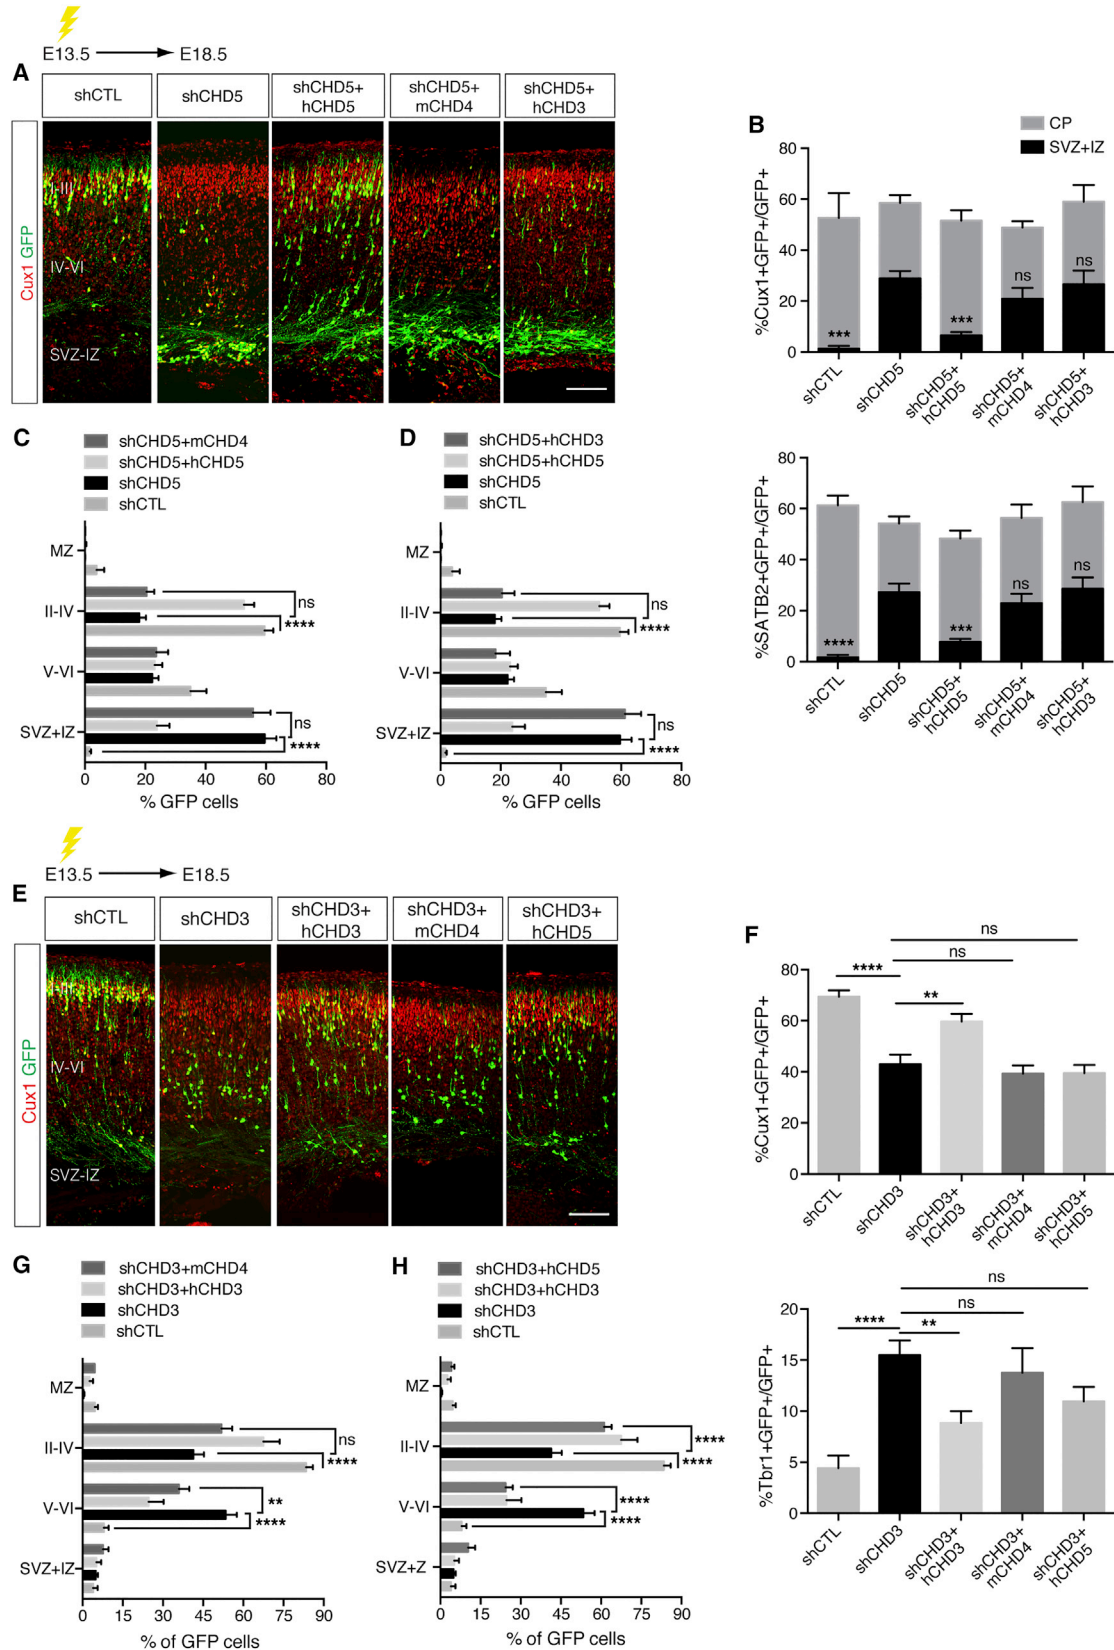 E13.5
E18.5
A
shCTL
shCHD5
shCHD5+
hCHD5
shCHD5+
mCHD4
shCHD5+
hCHD3
Cux1 GFP
I-III
IV-VI
SVZ-IZ
B
CP
SVZ+IZ
%Cux1+GFP+/GFP+
80
60
40
20
0
***
***
ns
ns
shCTL
shCHD5
shCHD5+
hCHD5
shCHD5+
mCHD4
shCHD5+
hCHD3
%SATB2+GFP+/GFP+
80
60
40
20
0
****
***
ns
ns
shCTL
shCHD5
shCHD5+
hCHD5
shCHD5+
mCHD4
shCHD5+
hCHD3
C
shCHD5+mCHD4
shCHD5+hCHD5
shCHD5
shCTL
MZ
II-IV
V-VI
SVZ+IZ
ns
****
ns
****
0 20 40 60 80
% GFP cells
D
shCHD5+hCHD3
shCHD5+hCHD5
shCHD5
shCTL
MZ
II-IV
V-VI
SVZ+IZ
ns
****
ns
****
0 20 40 60 80
% GFP cells
E13.5
E18.5
E
shCTL
shCHD3
shCHD3+
hCHD3
shCHD3+
mCHD4
shCHD3+
hCHD5
Cux1 GFP
IV-VI
SVZ-IZ
F
%Cux1+GFP+/GFP+
80
60
40
20
0
ns
ns
****
**
shCTL
shCHD3
shCHD3+
hCHD3
shCHD3+
mCHD4
shCHD3+
hCHD5
%Tbr1+GFP+/GFP+
20
15
10
5
0
ns
ns
****
**
shCTL
shCHD3
shCHD3+
hCHD3
shCHD3+
mCHD4
shCHD3+
hCHD5
G
shCHD3+mCHD4
shCHD3+hCHD3
shCHD3
shCTL
MZ
II-IV
V-VI
SVZ+IZ
ns
****
**
****
0 15 30 45 60 75 90
% of GFP cells
H
shCHD3+hCHD5
shCHD3+hCHD3
shCHD3
shCTL
MZ
II-IV
V-VI
SVZ+Z
****
****
****
****
0 15 30 45 60 75 90
% of GFP cells